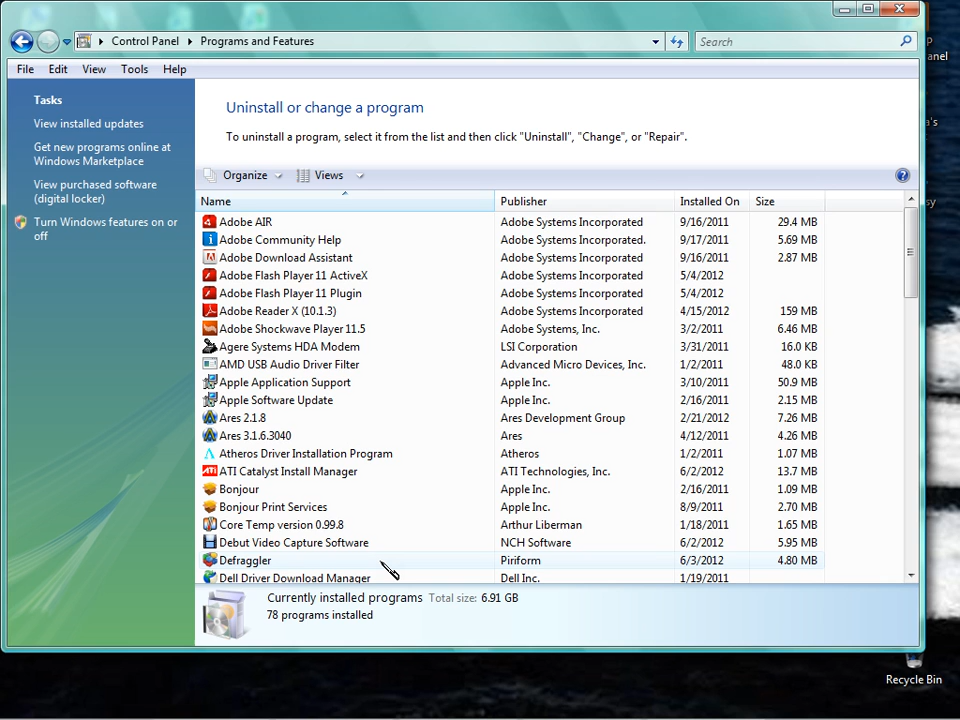 Control Panel Programs and Features Search
File Edit View Tools Help
Tasks
View installed updates
Get new programs online at
Windows Marketplace
View purchased software
(digital locker)
Turn Windows features on or
off
Uninstall or change a program
To uninstall a program, select it from the list and then click "Uninstall", "Change", or "Repair".
Organize Views
Name Publisher Installed On Size
Adobe AIR Adobe Systems Incorporated 9/16/2011 29.4 MB
Adobe Community Help Adobe Systems Incorporated. 9/17/2011 5.69 MB
Adobe Download Assistant Adobe Systems Incorporated 9/16/2011 2.87 MB
Adobe Flash Player 11 ActiveX Adobe Systems Incorporated 5/4/2012
Adobe Flash Player 11 Plugin Adobe Systems Incorporated 5/4/2012
Adobe Reader X (10.1.3) Adobe Systems Incorporated 4/15/2012 159 MB
Adobe Shockwave Player 11.5 Adobe Systems, Inc. 3/2/2011 6.46 MB
Agere Systems HDA Modem LSI Corporation 3/31/2011 16.0 KB
AMD USB Audio Driver Filter Advanced Micro Devices, Inc. 1/2/2011 48.0 KB
Apple Application Support Apple Inc. 3/10/2011 50.9 MB
Apple Software Update Apple Inc. 2/16/2011 2.15 MB
Ares 2.1.8 Ares Development Group 2/21/2012 7.26 MB
Ares 3.1.6.3040 Ares 4/12/2011 4.26 MB
Atheros Driver Installation Program Atheros 1/2/2011 1.07 MB
ATI Catalyst Install Manager ATI Technologies, Inc. 6/2/2012 13.7 MB
Bonjour Apple Inc. 2/16/2011 1.09 MB
Bonjour Print Services Apple Inc. 8/9/2011 2.70 MB
Core Temp version 0.99.8 Arthur Liberman 1/18/2011 1.65 MB
Debut Video Capture Software NCH Software 6/2/2012 5.95 MB
Defraggler Piriform 6/3/2012 4.80 MB
Dell Driver Download Manager Dell Inc. 1/19/2011
Currently installed programs Total size: 6.91 GB
78 programs installed
Recycle Bin